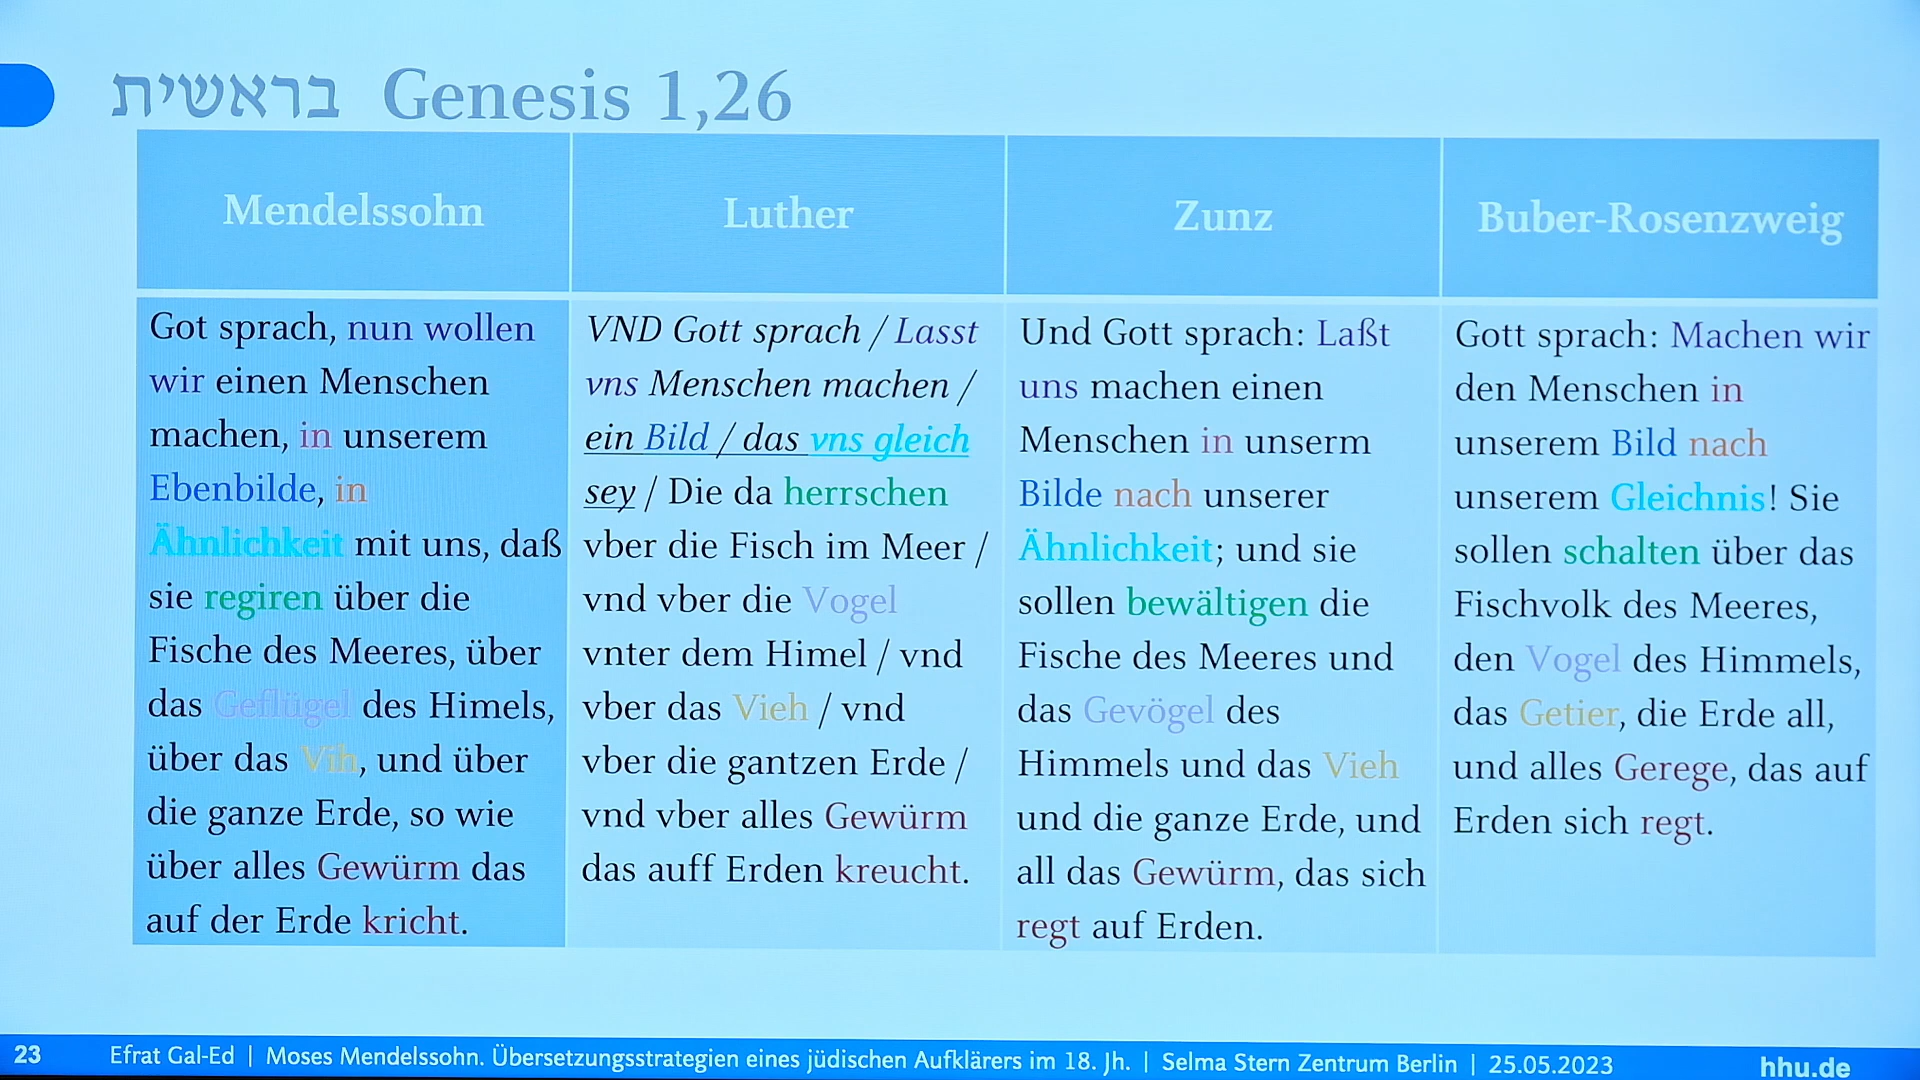 בראשית Genesis 1,26
Mendelssohn
Got sprach, nun wollen
wir einen Menschen
machen, in unserem
Ebenbilde, in
Ähnlichkeit mit uns, daß
sie regiren über die
Fische des Meeres, über
das Geflügel des Himels,
über das Vih, und über
die ganze Erde, so wie
über alles Gewürm das
auf der Erde kricht.
Luther
VND Gott sprach / Lasst
vns Menschen machen /
ein Bild / das vns gleich
sey / Die da herrschen
vber die Fisch im Meer /
vnd vber die Vogel
vnter dem Himel / vnd
vber das Vieh / vnd
vber die gantzen Erde /
vnd vber alles Gewürm
das auff Erden kreucht.
Zunz
Und Gott sprach: Laßt
uns machen einen
Menschen in unserm
Bilde nach unserer
Ähnlichkeit; und sie
sollen bewältigen die
Fische des Meeres und
das Gevögel des
Himmels und das Vieh
und die ganze Erde, und
all das Gewürm, das sich
regt auf Erden.
Buber-Rosenzweig
Gott sprach: Machen wir
den Menschen in
unserem Bild nach
unserem Gleichnis! Sie
sollen schalten über das
Fischvolk des Meeres,
den Vogel des Himmels,
das Getier, die Erde all,
und alles Gerege, das auf
Erden sich regt.
23 Efrat Gal-Ed | Moses Mendelssohn. Übersetzungsstrategien eines jüdischen Aufklärers im 18. Jh. | Selma Stern Zentrum Berlin | 25.05.2023 hhu.de